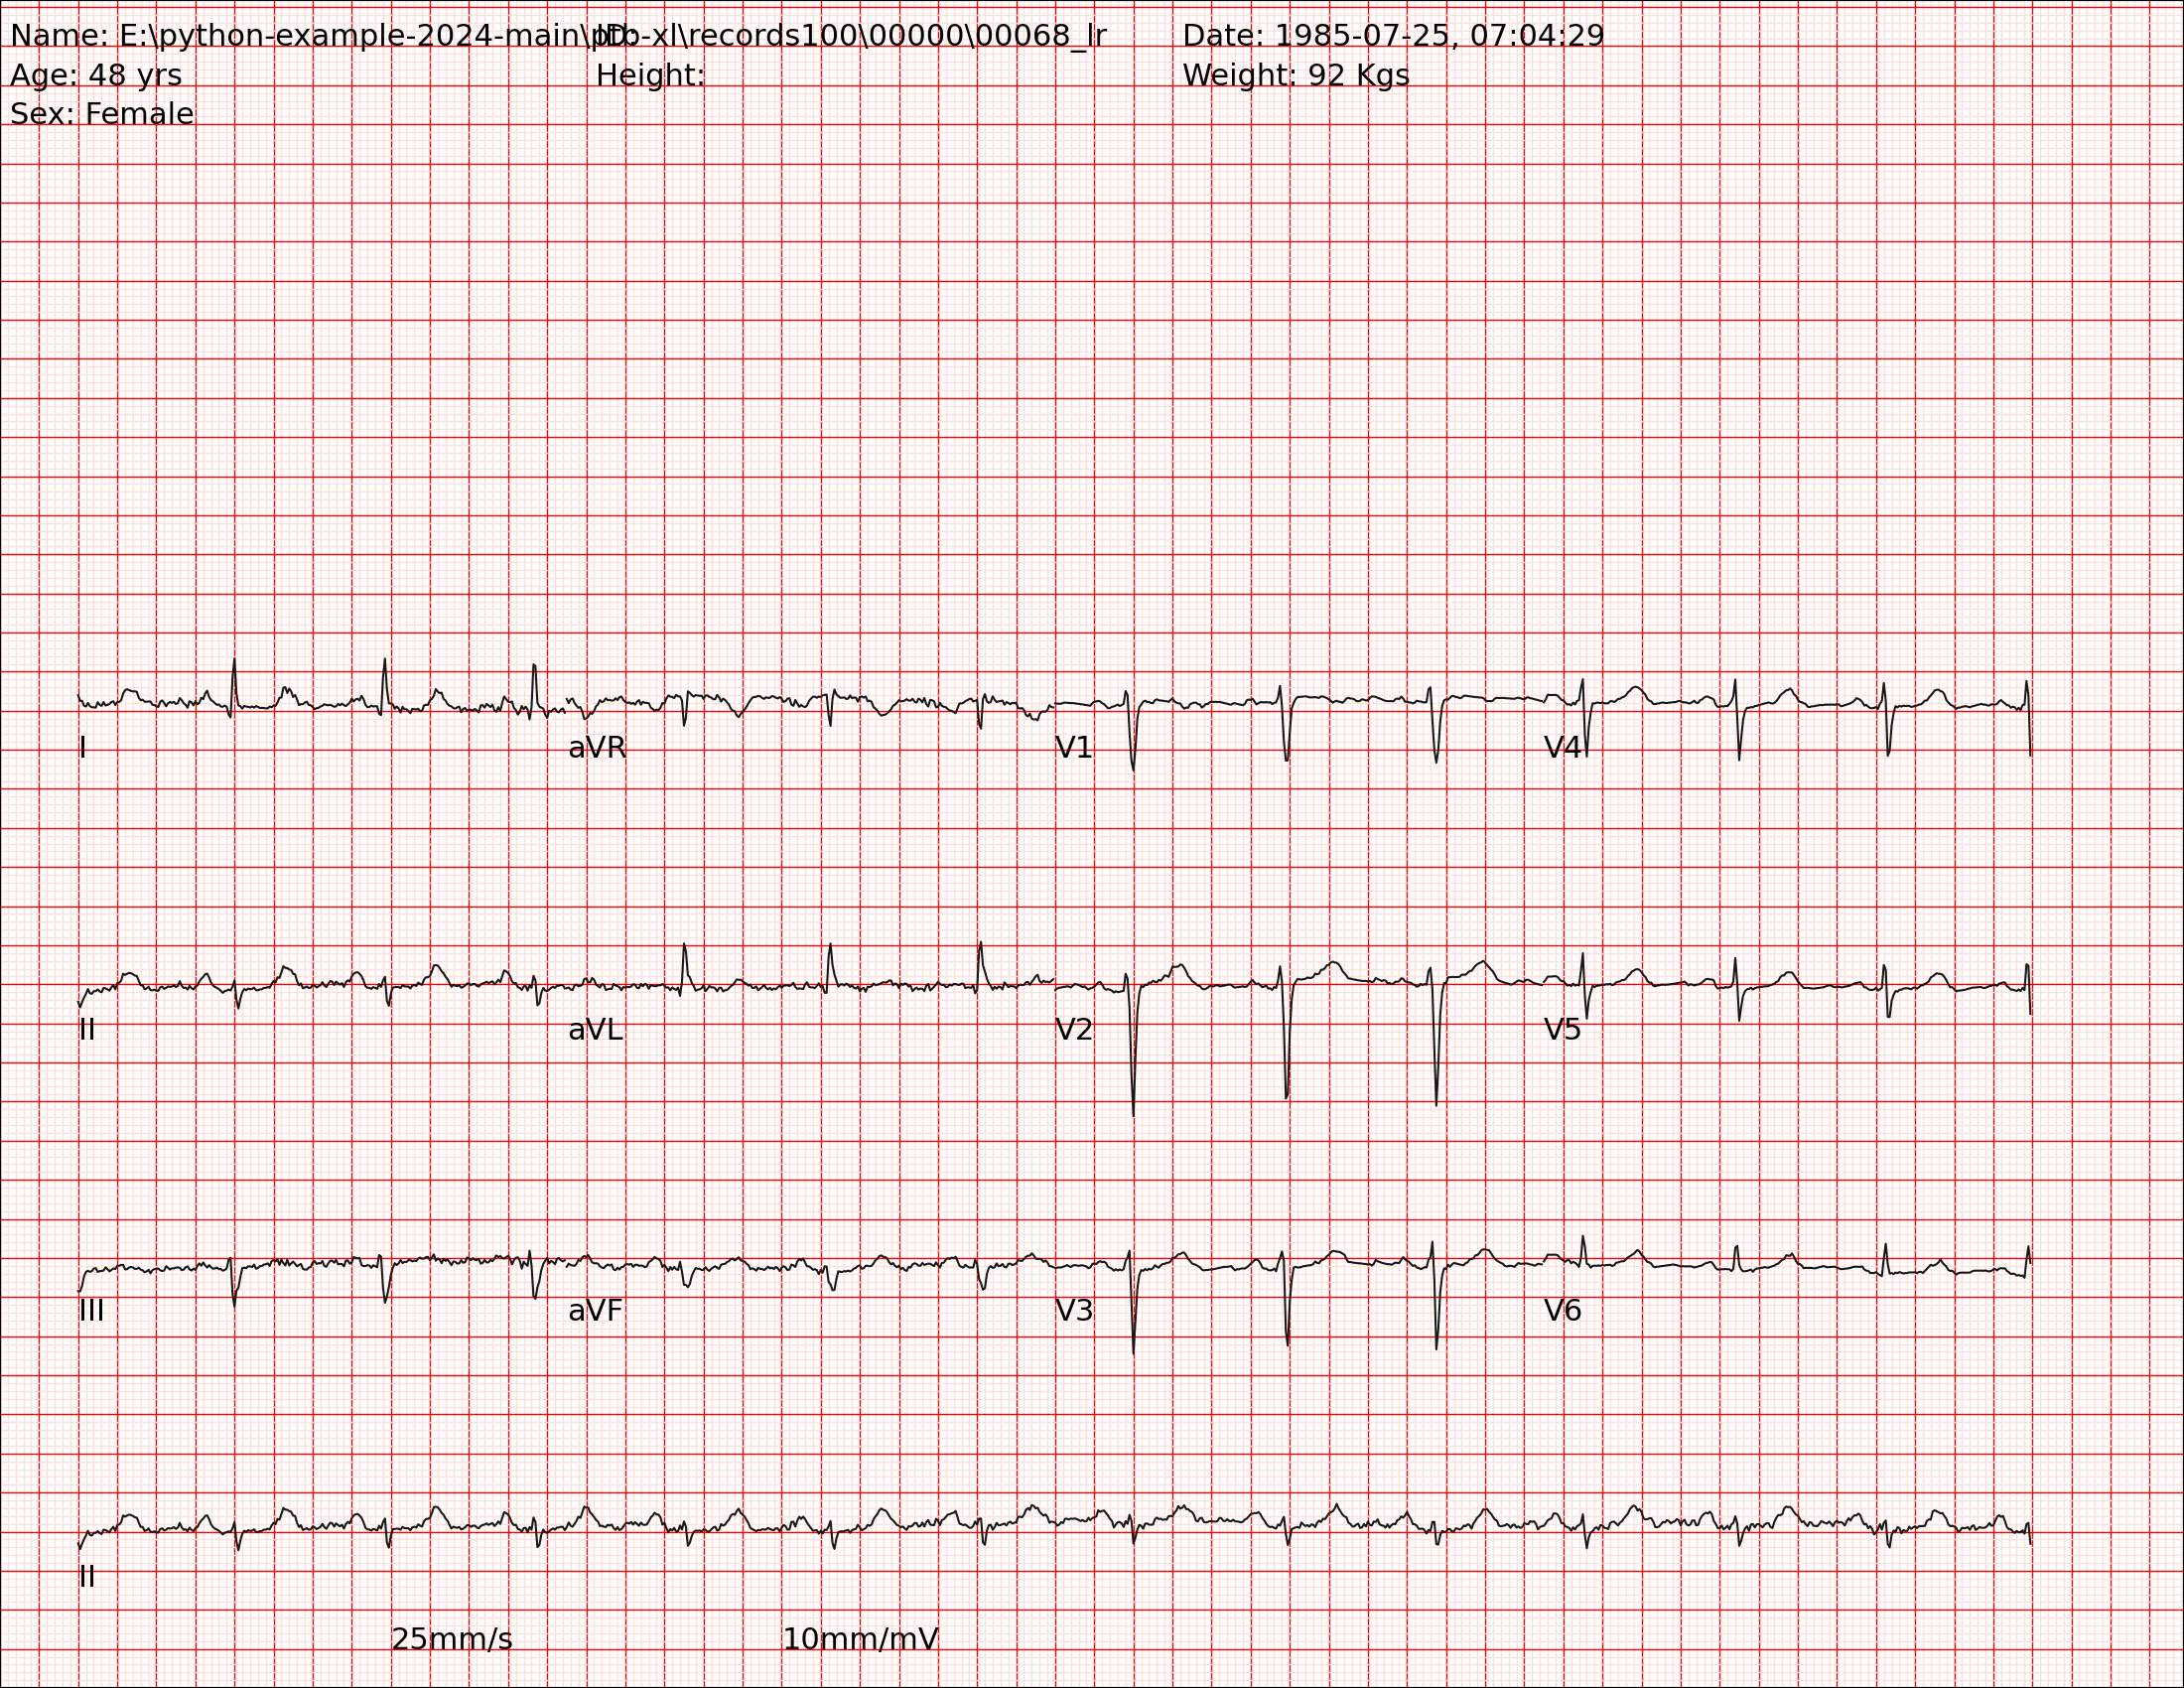 Name: E:\python-example-2024-main\ptb-xl\records100\00000\00068_lr ID: Date: 1985-07-25, 07:04:29
Age: 48 yrs Height: Weight: 92 Kgs
Sex: Female
I aVR V1 V4
II aVL V2 V5
III aVF V3 V6
II
25mm/s 10mm/mV